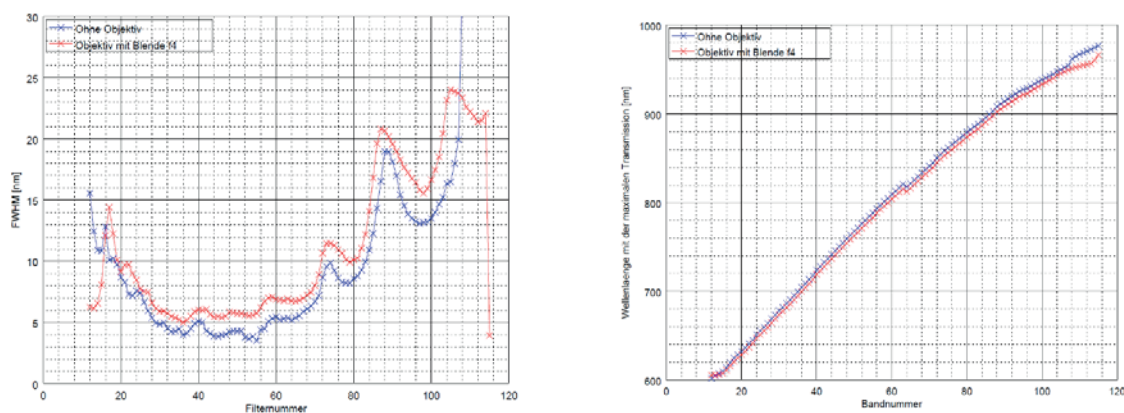 Ohne Objektiv
Objektiv mit Blende f4
30
25
20
15
10
5
0
FWHM [nm]
0 20 40 60 80 100 120
Filternummer
Ohne Objektiv
Objektiv mit Blende f4
1000
900
800
700
600
Wellenlaenge mit der maximalen Transmission [nm]
0 20 40 60 80 100 120
Bandnummer